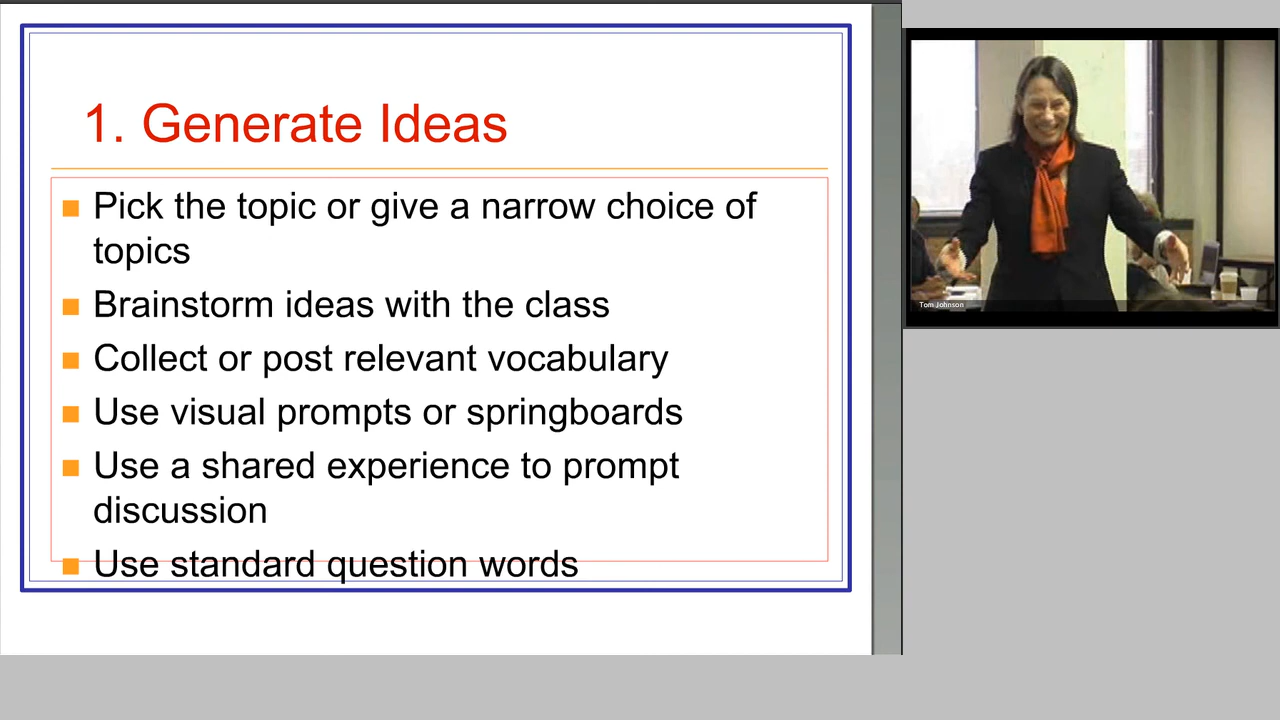 1. Generate Ideas
Pick the topic or give a narrow choice of
topics
Brainstorm ideas with the class
Collect or post relevant vocabulary
Use visual prompts or springboards
Use a shared experience to prompt
discussion
Use standard question words
Tom Johnson